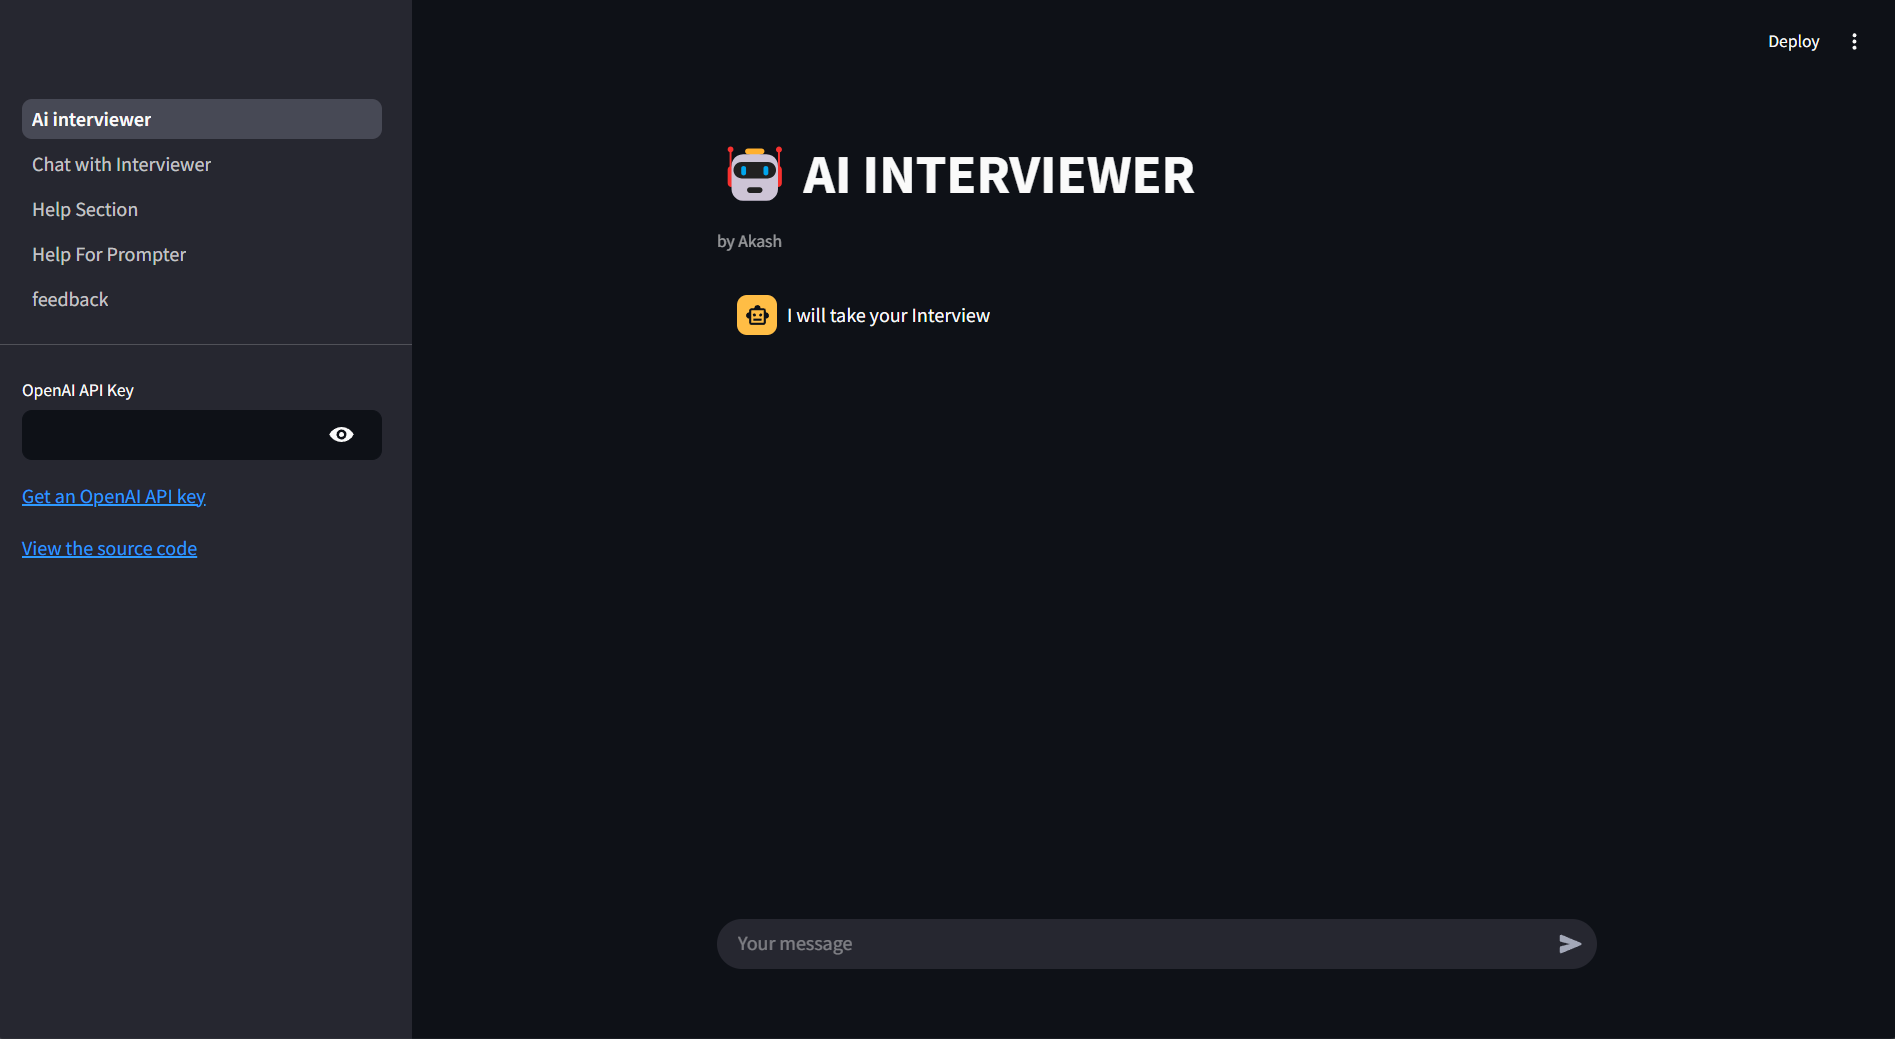 Deploy
Ai interviewer
Chat with Interviewer
Help Section
Help For Prompter
feedback
OpenAI API Key
Get an OpenAI API key
View the source code
AI INTERVIEWER
by Akash
I will take your Interview
Your message